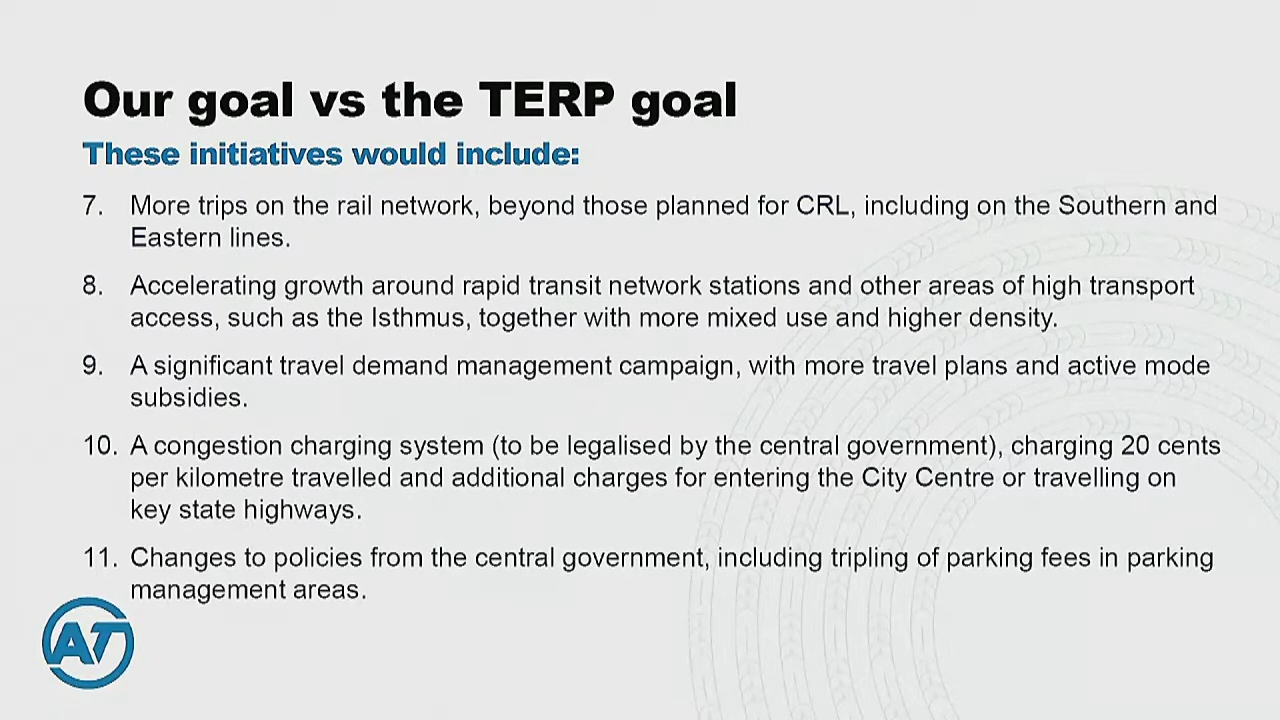 Our goal vs the TERP goal
These initiatives would include:
7. More trips on the rail network, beyond those planned for CRL, including on the Southern and
Eastern lines.
8. Accelerating growth around rapid transit network stations and other areas of high transport
access, such as the Isthmus, together with more mixed use and higher density.
9. A significant travel demand management campaign, with more travel plans and active mode
subsidies.
10. A congestion charging system (to be legalised by the central government), charging 20 cents
per kilometre travelled and additional charges for entering the City Centre or travelling on
key state highways.
11. Changes to policies from the central government, including tripling of parking fees in parking
management areas.
AT